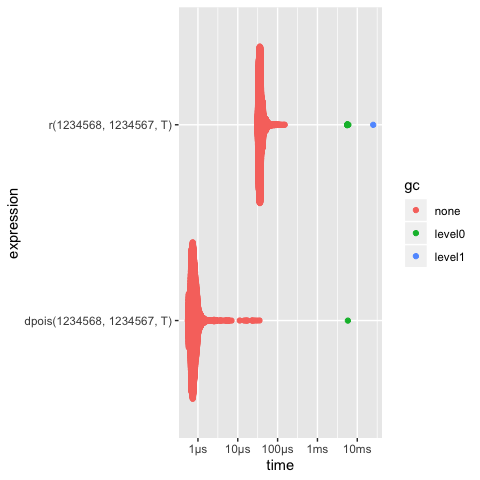 expression
r(1234568, 1234567, T)
dpois(1234568, 1234567, T)
1µs 10µs 100µs 1ms 10ms
time
gc
none
level0
level1